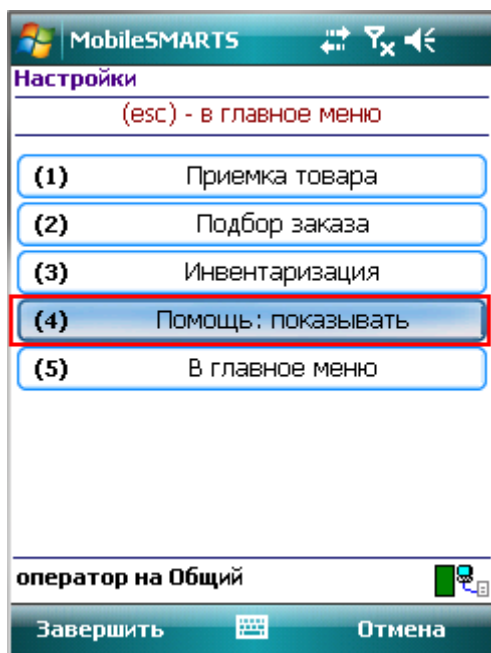 MobileSMARTS
Настройки
(esc) - в главное меню
(1) Приемка товара
(2) Подбор заказа
(3) Инвентаризация
(4) Помощь: показывать
(5) В главное меню
оператор на Общий
Завершить Отмена